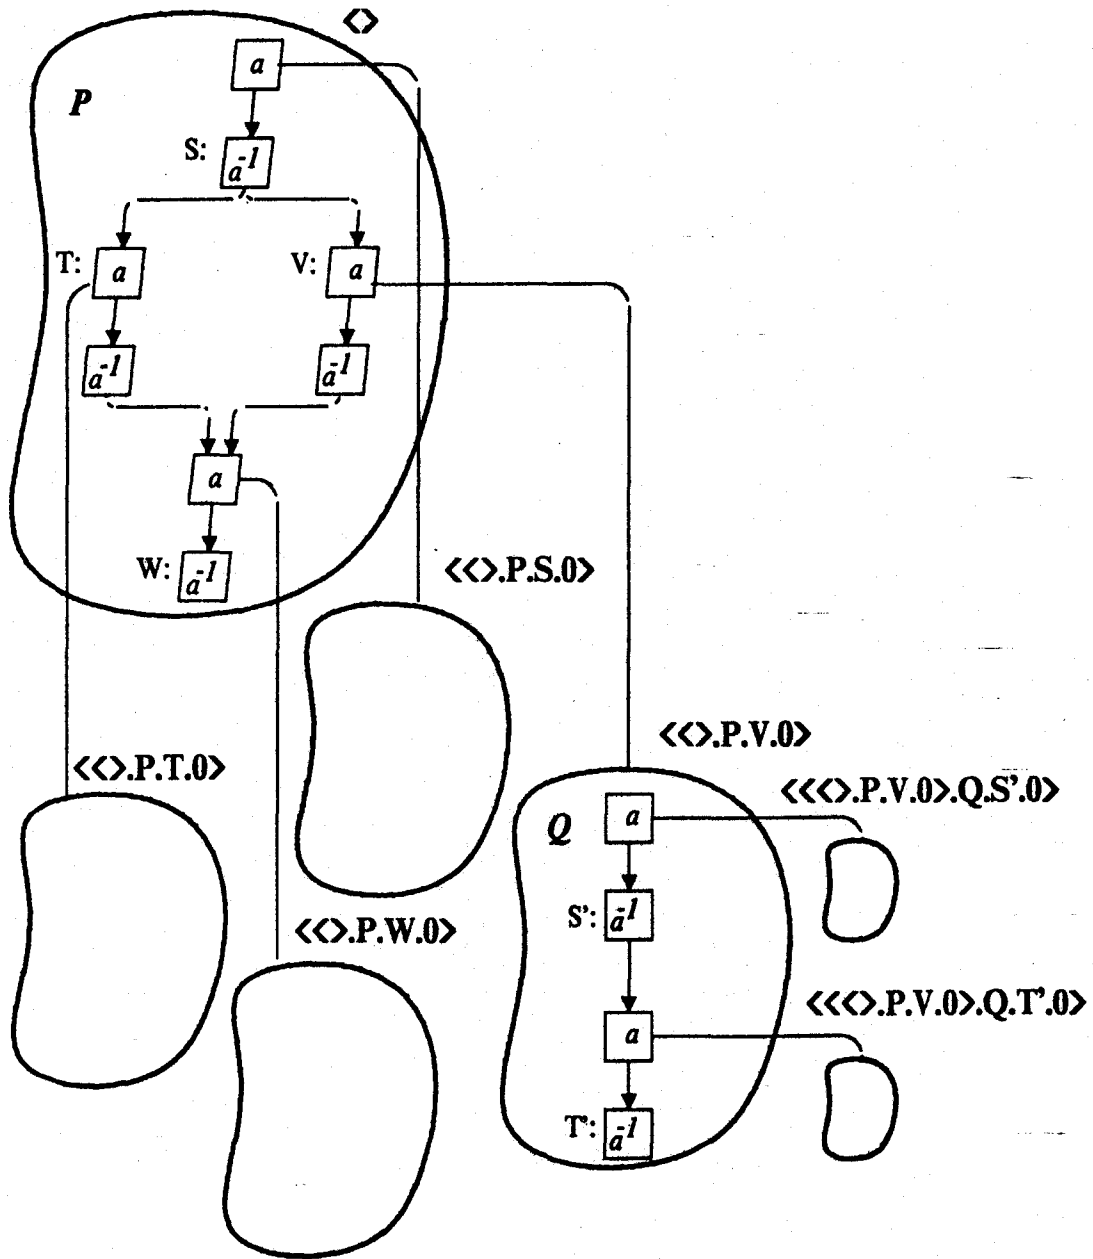 <>
a
P
S: a-1
T: a
V: a
a-1
a-1
a
W: a-1
<<>.P.S.0>
<<>.P.V.0>
<<>.P.T.0>
<<<>.P.V.0>.Q.S'.0>
Q
a
S': a-1
<<>.P.W.0>
<<<>.P.V.0>.Q.T'.0>
a
T': a-1